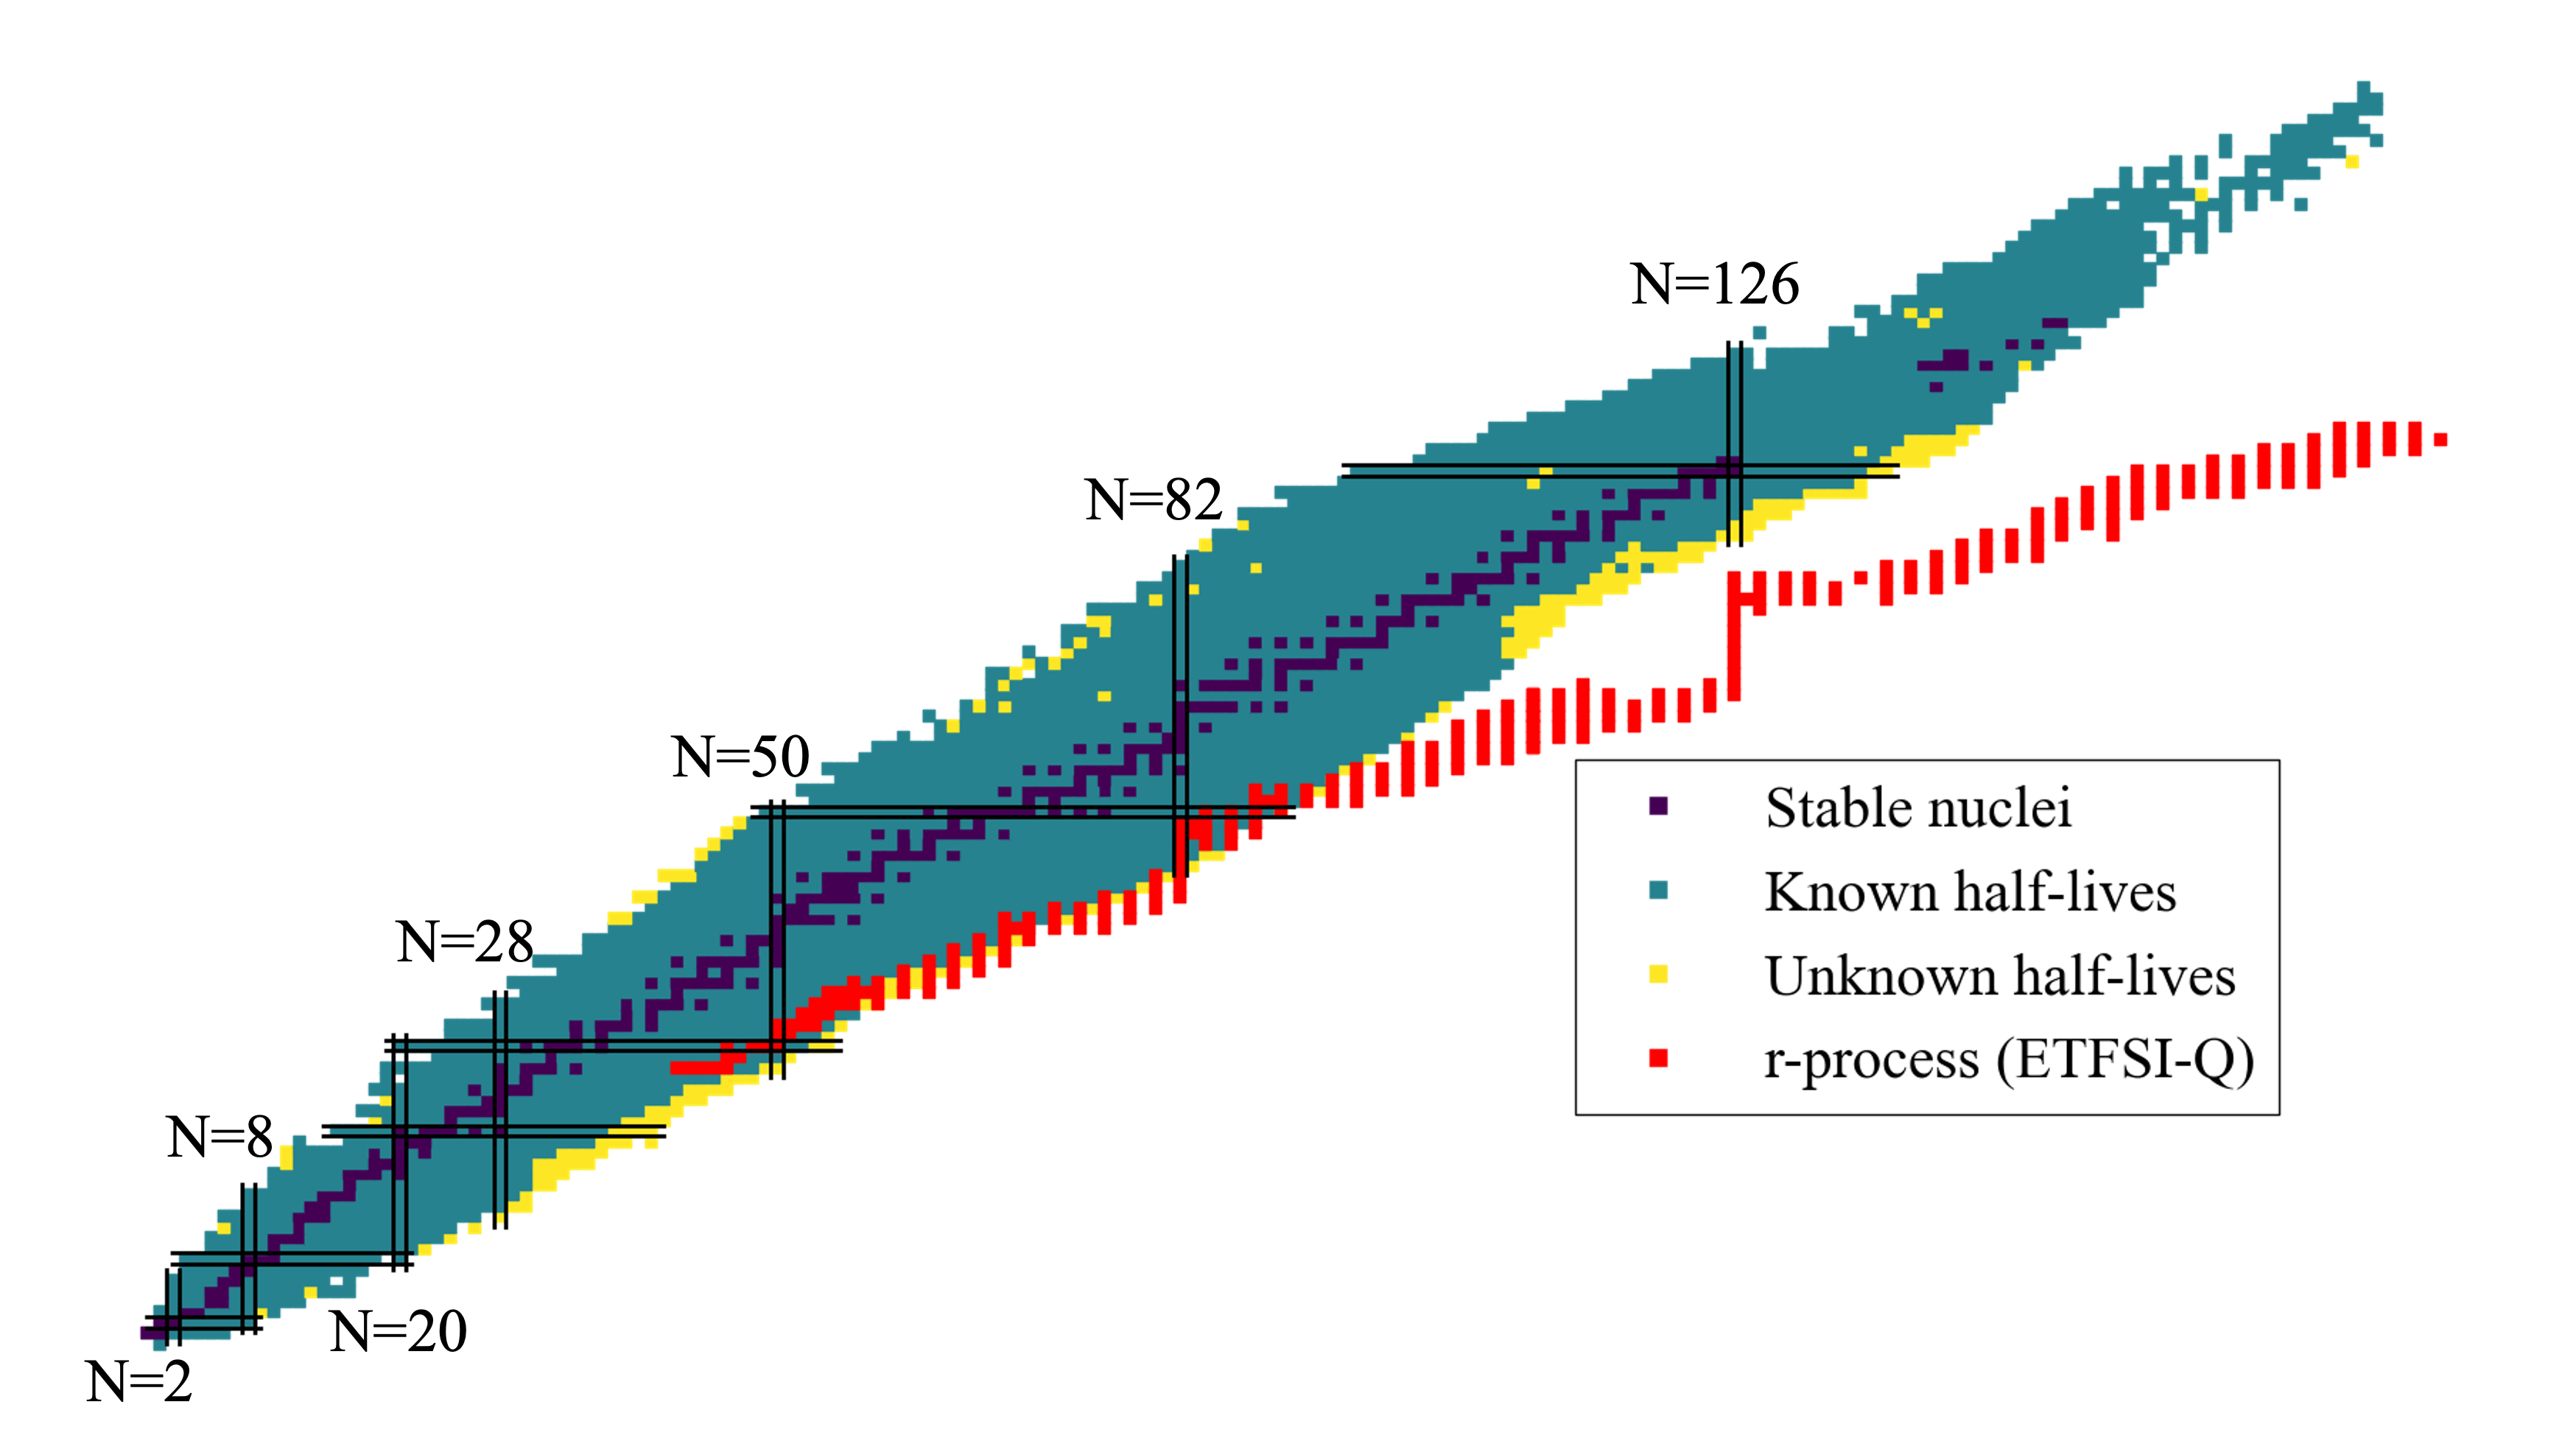 N=126
N=82
N=50
N=28
N=8
N=20
N=2
Stable nuclei
Known half-lives
Unknown half-lives
r-process (ETFSI-Q)